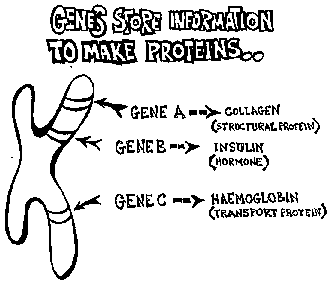 GENES STORE INFORMATION
TO MAKE PROTEINS..
GENE A --> COLLAGEN
(STRUCTURAL PROTEIN)
GENE B --> INSULIN
(HORMONE)
GENE C --> HAEMOGLOBIN
(TRANSPORT PROTEIN)